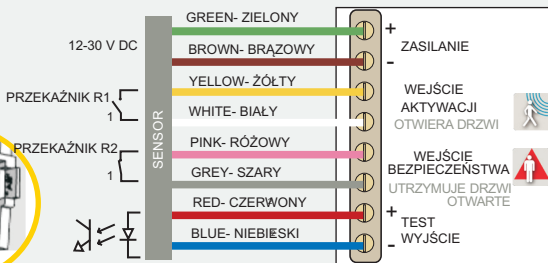 12-30 V DC
PRZEKAŹNIK R1
1
PRZEKAŹNIK R2
1
SENSOR
GREEN- ZIELONY
BROWN- BRĄZOWY
YELLOW- ŻÓŁTY
WHITE- BIAŁY
PINK- RÓŻOWY
GREY- SZARY
RED- CZERWONY
BLUE- NIEBIESKI
+
-
ZASILANIE
WEJŚCIE
AKTYWACJI
OTWIERA DRZWI
WEJŚCIE
BEZPIECZEŃSTWA
UTRZYMUJE DRZWI
OTWARTE
+
-
TEST
WYJŚCIE